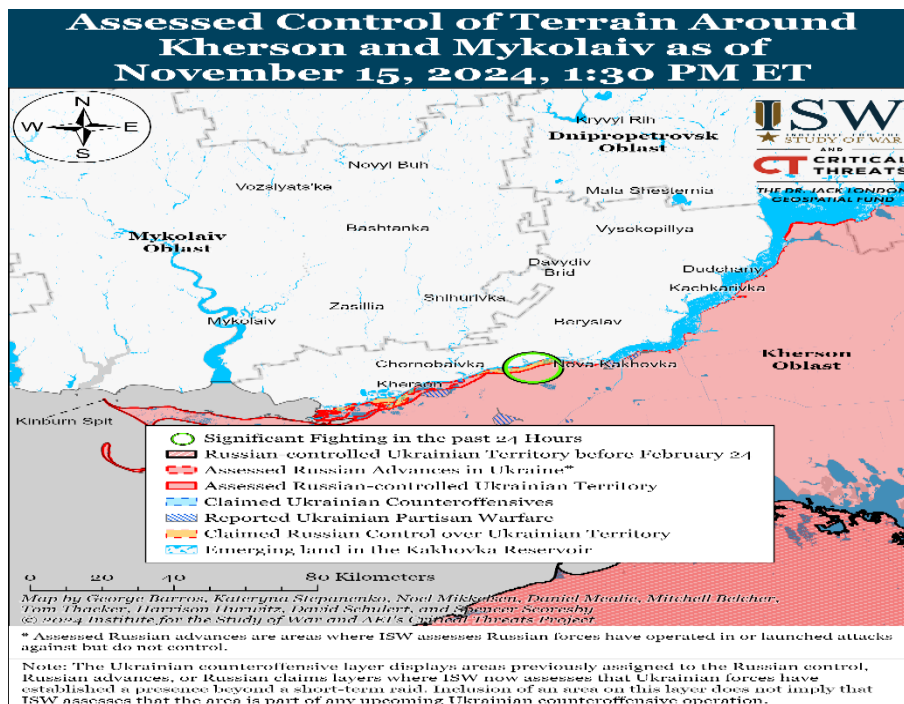 Assessed Control of Terrain Around
Kherson and Mykolaiv as of
November 15, 2024, 1:30 PM ET
N
W E
S
ISW
INSTITUTE FOR THE
STUDY OF WAR
AND
CT CRITICAL
THREATS
THE DR. JACK LONDON
GEOSPATIAL FUND
Kryvyi Rih
Dnipropetrovsk
Oblast
Novyi Buh
Vozsiyats'ke
Mala Shesternia
Bashtanka
Vysokopillya
Mykolaiv
Oblast
Davydiv
Brid
Dudchany
Kachkarivka
Snihurivka
Zasillia
Mykolaiv
Beryslav
Kherson
Oblast
Chornobaivka
Nova Kakhovka
Kherson
Kinburn Spit
Significant Fighting in the past 24 Hours
Russian-controlled Ukrainian Territory before February 24
Assessed Russian Advances in Ukraine*
Assessed Russian-controlled Ukrainian Territory
Claimed Ukrainian Counteroffensives
Reported Ukrainian Partisan Warfare
Claimed Russian Control over Ukrainian Territory
Emerging land in the Kakhovka Reservoir
0 20 40 80 Kilometers
Map by George Barros, Kateryna Stepanenko, Noel Mikkelsen, Daniel Mealie, Mitchell Belcher,
Tom Thacker, Harrison Hurwitz, David Schulert, and Spencer Scoresby
© 2024 Institute for the Study of War and AEI's Critical Threats Project
* Assessed Russian advances are areas where ISW assesses Russian forces have operated in or launched attacks
against but do not control.
Note: The Ukrainian counteroffensive layer displays areas previously assigned to the Russian control,
Russian advances, or Russian claims layers where ISW now assesses that Ukrainian forces have
established a presence beyond a short-term raid. Inclusion of an area on this layer does not imply that
ISW assesses that the area is part of any upcoming Ukrainian counteroffensive operation.